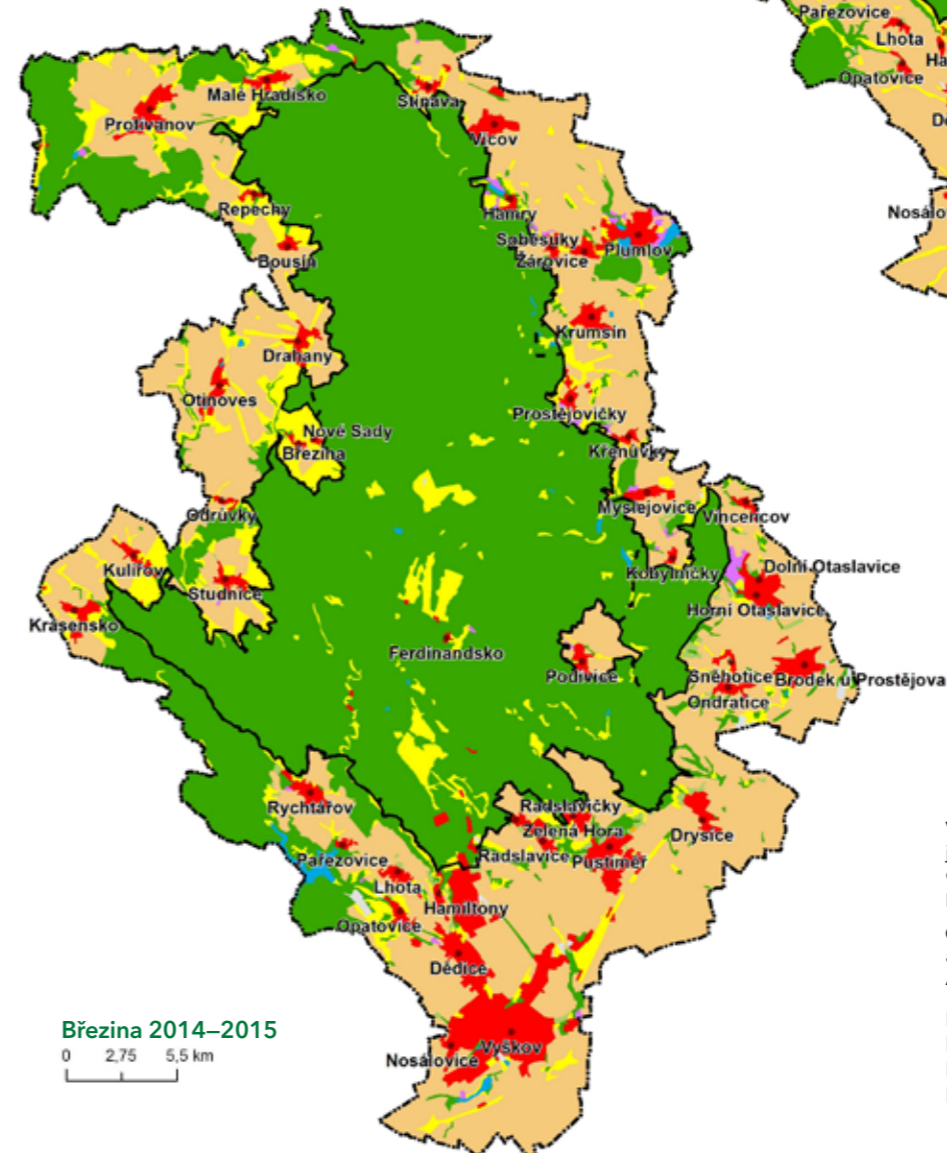 Pařezovice
Lhota
Opatovice
Malé Hradisko
Stínava
Protivanov
Vícov
Repechy
Hamry
Nosálo
Soběsuky
Plumlov
Žárovice
Bousín
Krumsín
Drahany
Otinoves
Prostějovičky
Nové Sady
Březina
Křenůvky
Myslejovice
Vincencov
Odrůvky
Kulířov
Kobylničky
Dolní Otaslavice
Studnice
Horní Otaslavice
Krásensko
Ferdinandsko
Podivice
Sněhotice
Brodek u Prostějova
Ondratice
Rychtářov
Radslavičky
Zelená Hora
Drysice
Radslavice
Pustiměř
Pařezovice
Lhota
Hamiltony
Opatovice
Dědice
Březina 2014–2015
0 2,75 5,5 km
Nosálovice
Vyškov